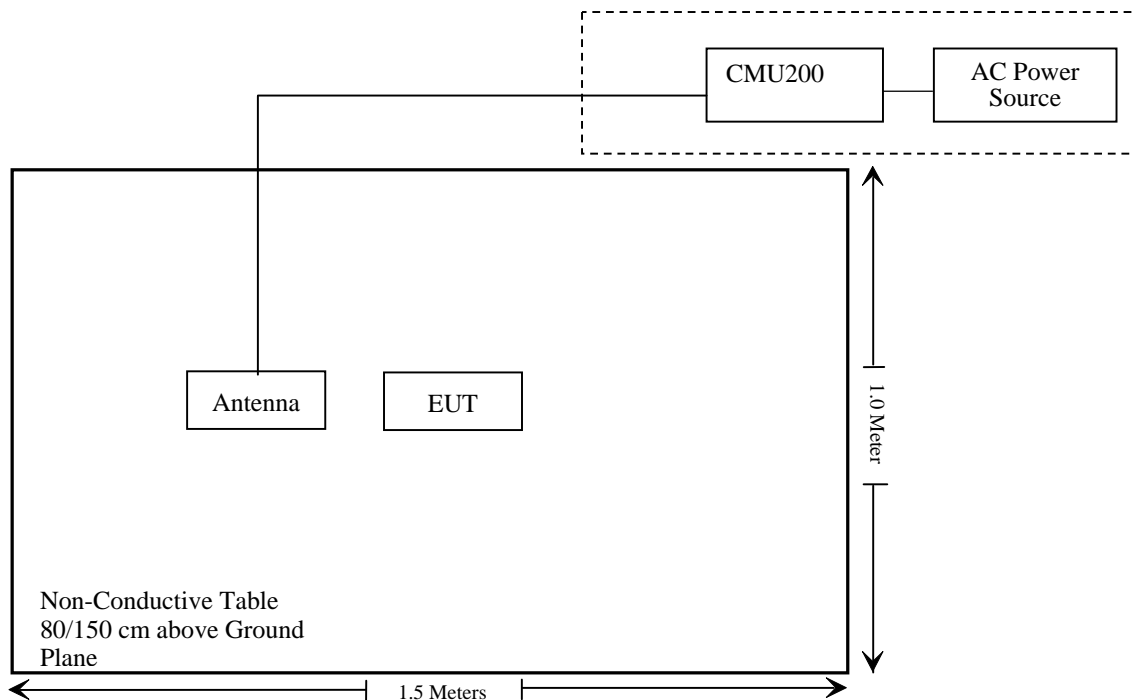 CMU200
AC Power
Source
Antenna
EUT
1.0 Meter
Non-Conductive Table
80/150 cm above Ground
Plane
1.5 Meters